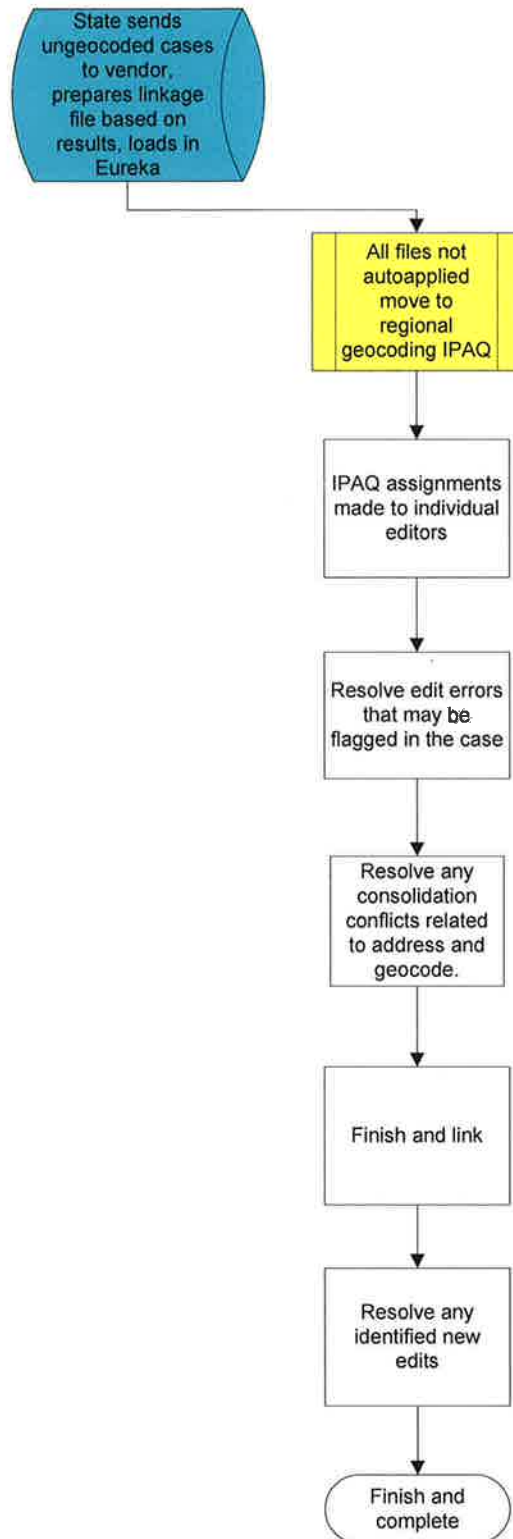 State sends
ungeocoded cases
to vendor,
prepares linkage
file based on
results, loads in
Eureka
All files not
autoapplied
move to
regional
geocoding IPAQ
IPAQ assignments
made to individual
editors
Resolve edit errors
that may be
flagged in the case
Resolve any
consolidation
conflicts related
to address and
geocode.
Finish and link
Resolve any
identified new
edits
Finish and
complete